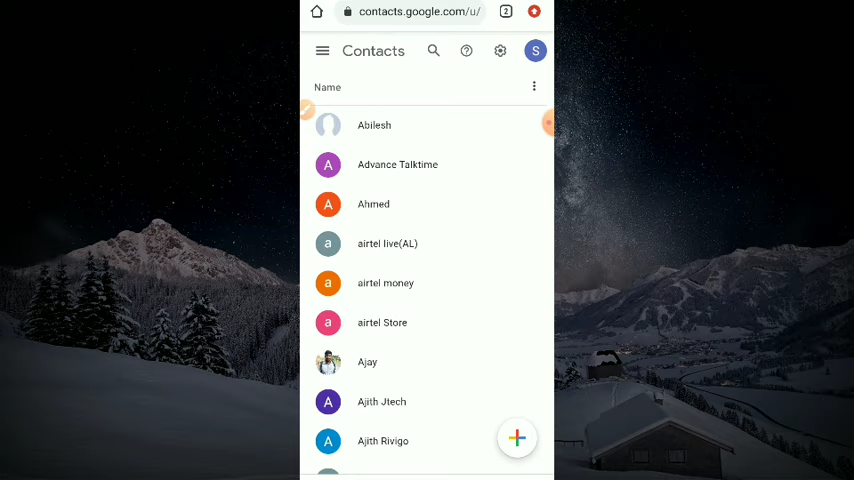 contacts.google.com/u/
2
Contacts
S
Name
Abilesh
A
Advance Talktime
A
Ahmed
a
airtel live(AL)
a
airtel money
a
airtel Store
Ajay
A
Ajith Jtech
A
Ajith Rivigo